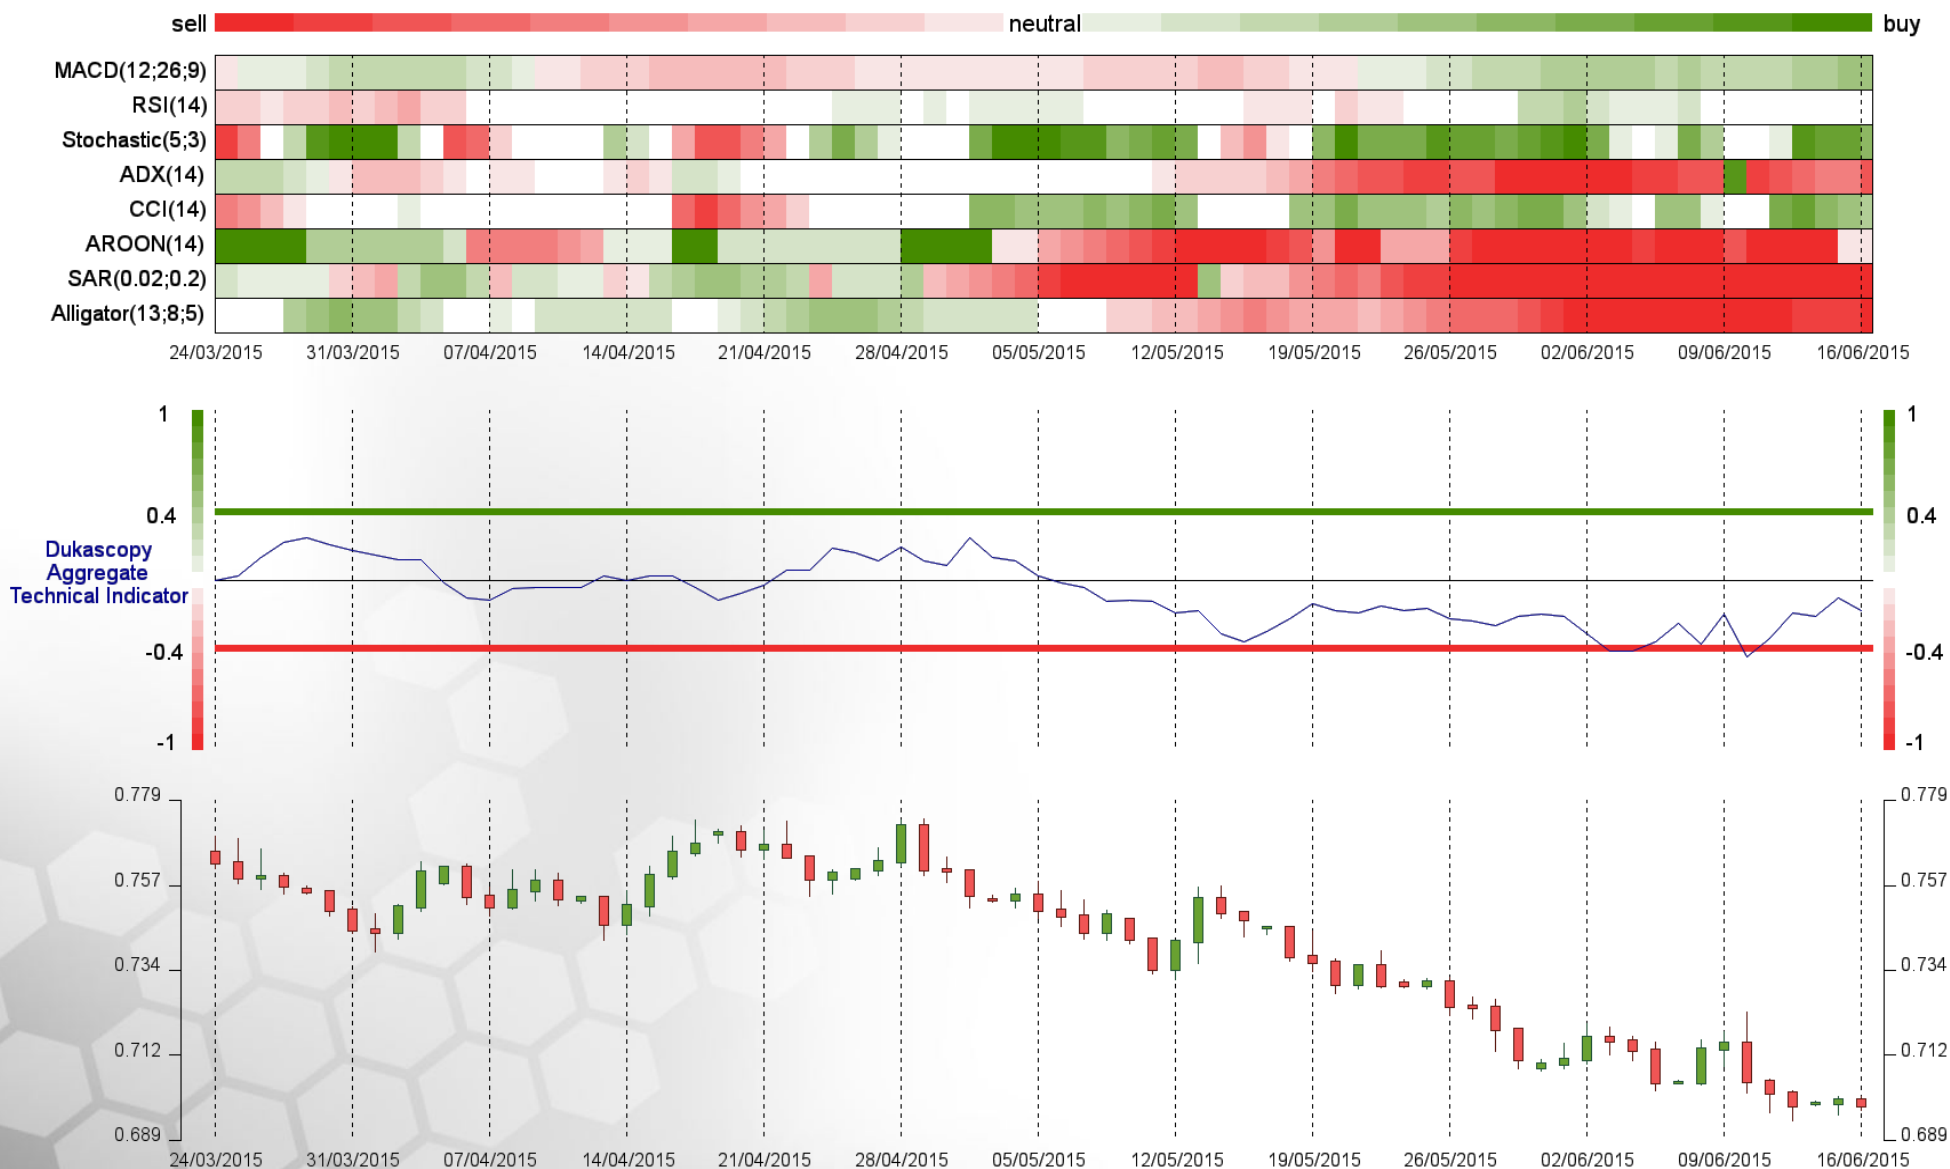 sell neutral buy
MACD(12;26;9)
RSI(14)
Stochastic(5;3)
ADX(14)
CCI(14)
AROON(14)
SAR(0.02;0.2)
Alligator(13;8;5)
24/03/2015 31/03/2015 07/04/2015 14/04/2015 21/04/2015 28/04/2015 05/05/2015 12/05/2015 19/05/2015 26/05/2015 02/06/2015 09/06/2015 16/06/2015
1 1
0.4 0.4
Dukascopy
Aggregate
Technical Indicator
-0.4 -0.4
-1 -1
0.779 0.779
0.757 0.757
0.734 0.734
0.712 0.712
0.689 0.689
24/03/2015 31/03/2015 07/04/2015 14/04/2015 21/04/2015 28/04/2015 05/05/2015 12/05/2015 19/05/2015 26/05/2015 02/06/2015 09/06/2015 16/06/2015